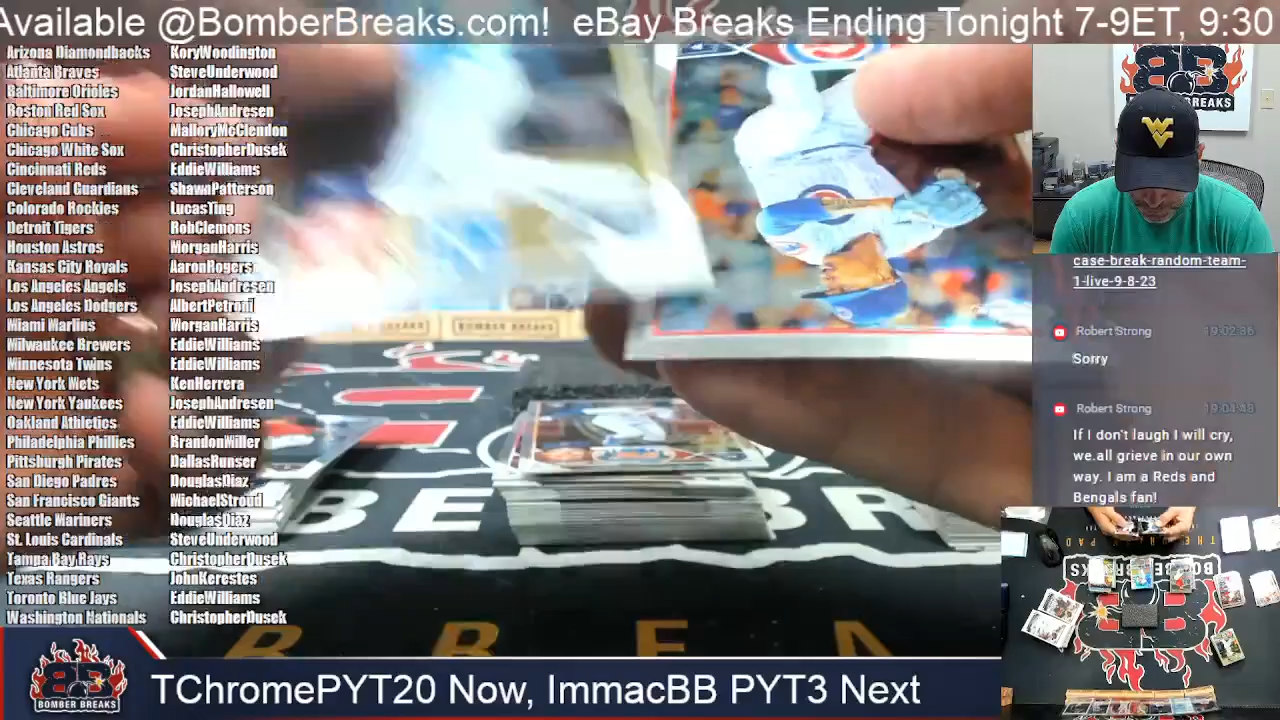 Available @BomberBreaks.com!  eBay Breaks Ending Tonight 7-9ET, 9:30
Arizona Diamondbacks KoryWoodington
Atlanta Braves SteveUnderwood
Baltimore Orioles JordanHallowell
Boston Red Sox JosephAndresen
Chicago Cubs MalloryMcClendon
Chicago White Sox ChristopherDusek
Cincinnati Reds EddieWilliams
Cleveland Guardians ShawnPatterson
Colorado Rockies LucasTing
Detroit Tigers RobClemons
Houston Astros MorganHarris
Kansas City Royals AaronRogers
Los Angeles Angels JosephAndresen
Los Angeles Dodgers AlbertPetroni
Miami Marlins MorganHarris
Milwaukee Brewers EddieWilliams
Minnesota Twins EddieWilliams
New York Mets KenHerrera
New York Yankees JosephAndresen
Oakland Athletics EddieWilliams
Philadelphia Phillies BrandonMiller
Pittsburgh Pirates DallasRunser
San Diego Padres DouglasDiaz
San Francisco Giants MichaelStroud
Seattle Mariners DouglasDiaz
St. Louis Cardinals SteveUnderwood
Tampa Bay Rays ChristopherDusek
Texas Rangers JohnKerestes
Toronto Blue Jays EddieWilliams
Washington Nationals ChristopherDusek
case-break-random-team-
1-live-9-8-23
Robert Strong 19:02:36
Sorry
Robert Strong 19:04:43
If I don't laugh I will cry,
we.all grieve in our own
way. I am a Reds and
Bengals fan!
BOMBER BREAKS
BOMBER BREAKS
TChromePYT20 Now, ImmacBB PYT3 Next